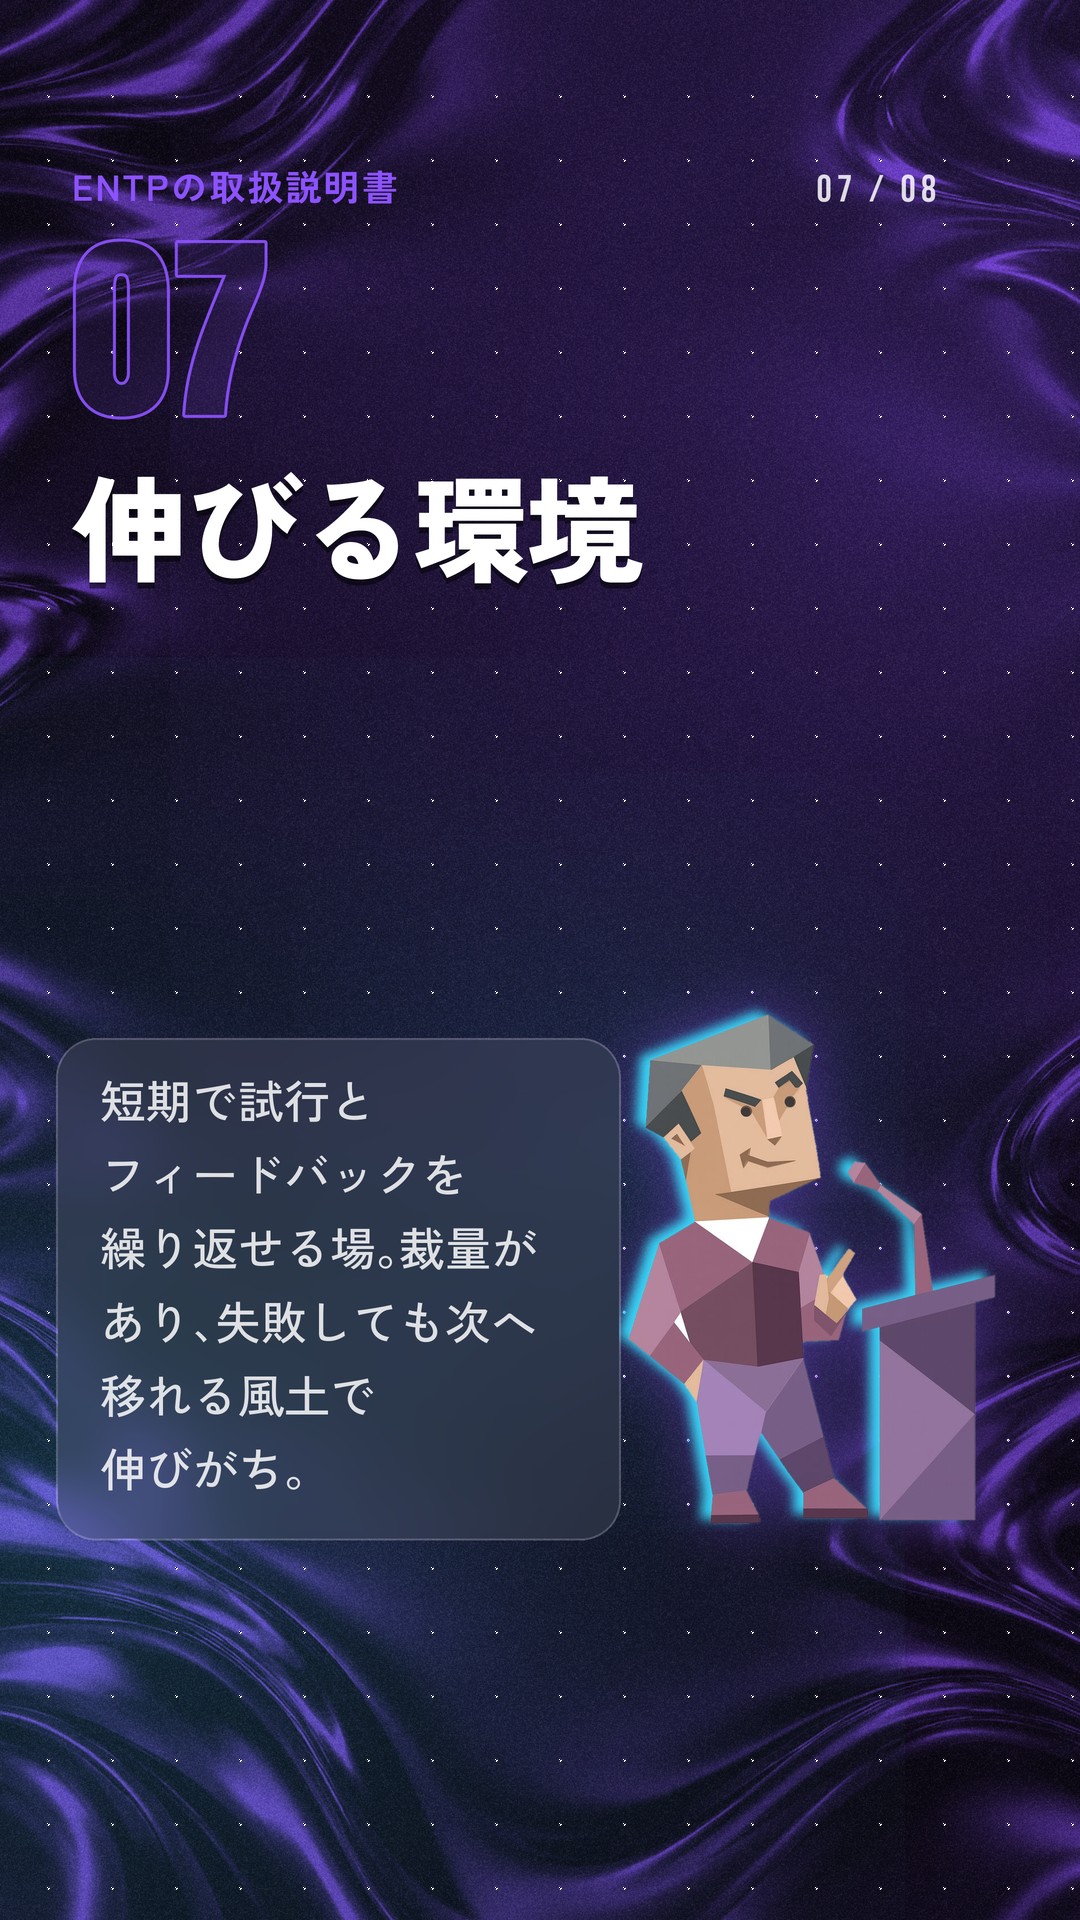 ENTPの取扱説明書
07 / 08
07
伸びる環境
短期で試行と
フィードバックを
繰り返せる場。裁量が
あり、失敗しても次へ
移れる風土で
伸びがち。